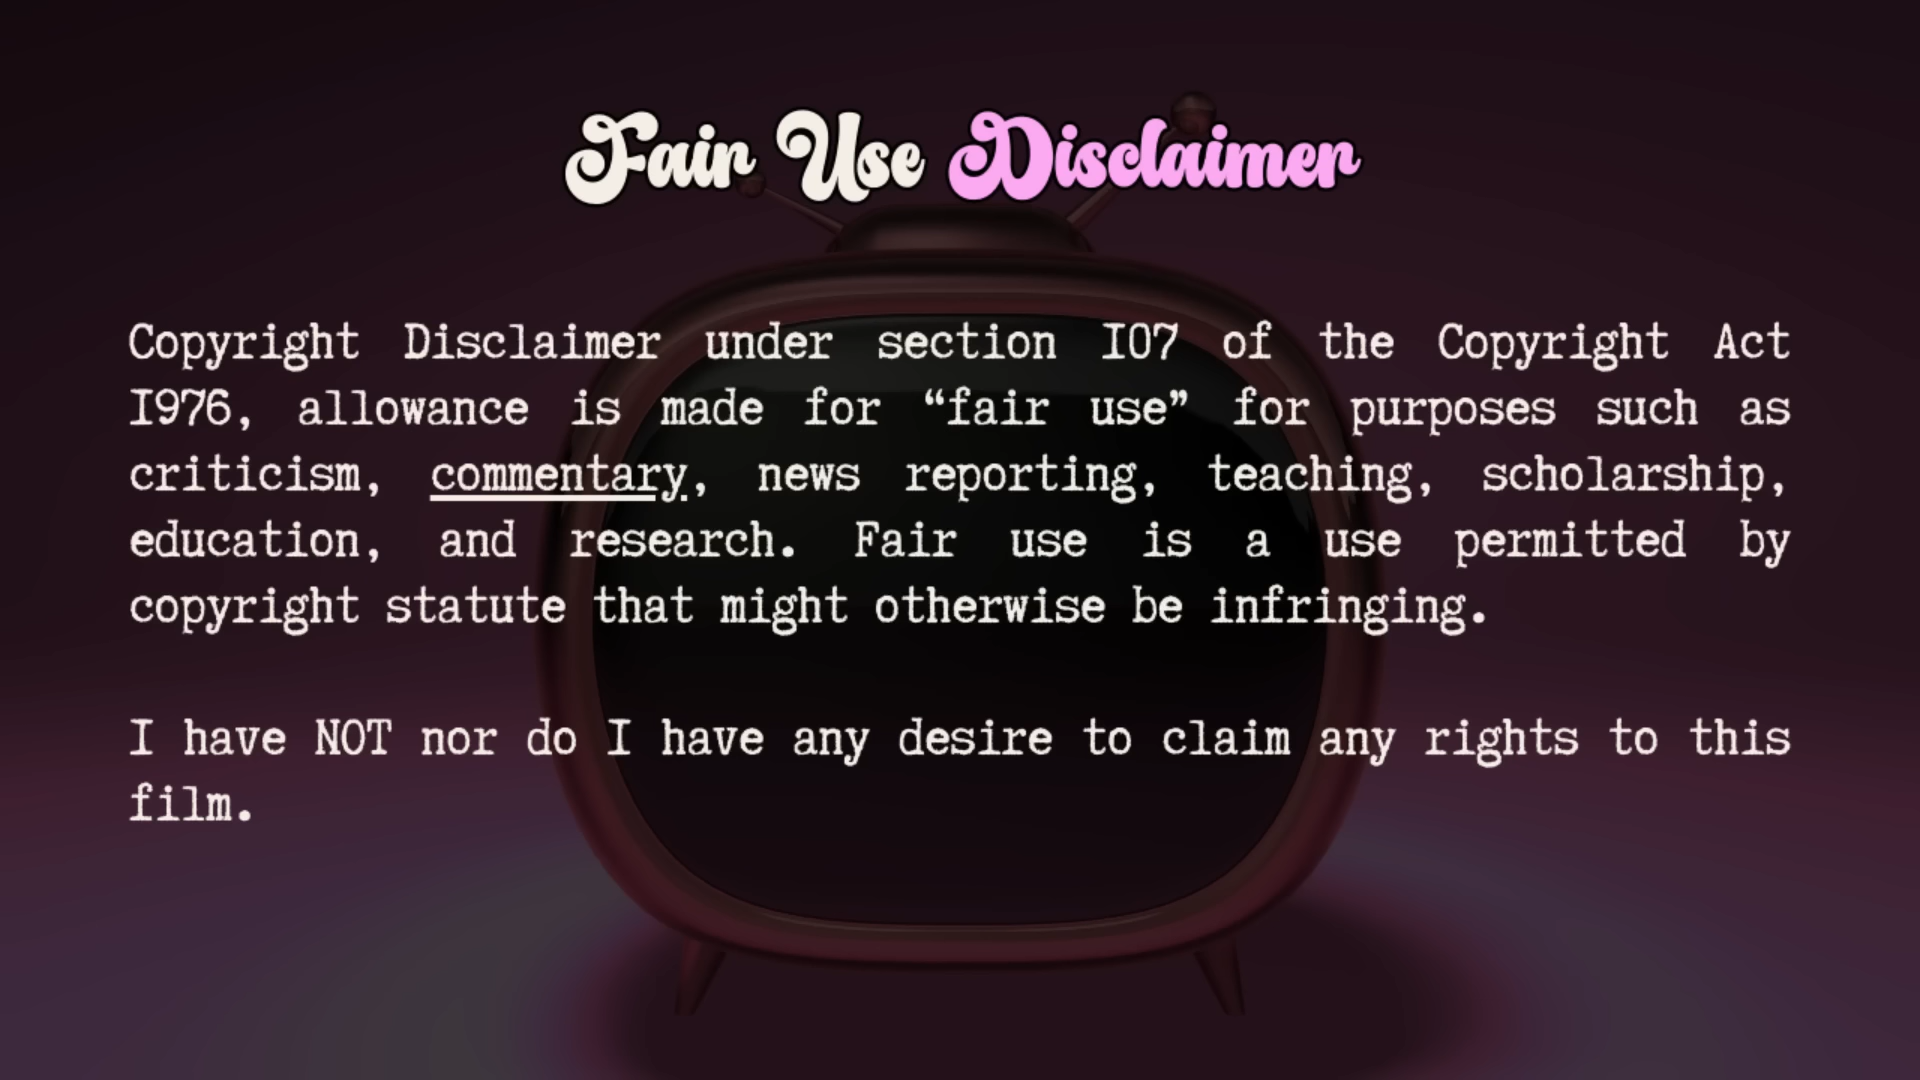 Fair Use Disclaimer
Copyright Disclaimer under section 107 of the Copyright Act
1976, allowance is made for “fair use” for purposes such as
criticism, commentary, news reporting, teaching, scholarship,
education, and research. Fair use is a use permitted by
copyright statute that might otherwise be infringing.
I have NOT nor do I have any desire to claim any rights to this
film.